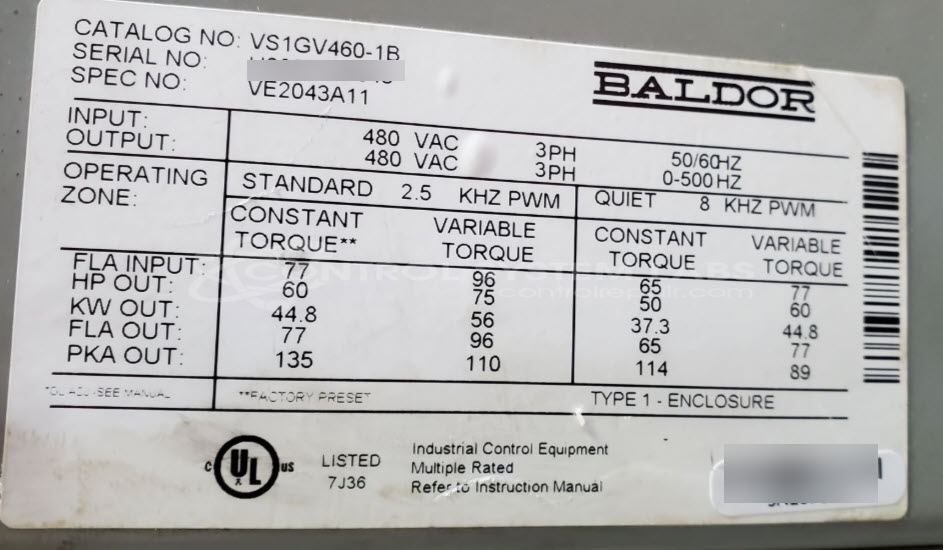 CATALOG NO: VS1GV460-1B
SERIAL NO:
SPEC NO: VE2043A11
BALDOR
INPUT: 480 VAC 3PH 50/60HZ
OUTPUT: 480 VAC 3PH 0-500HZ
OPERATING ZONE: STANDARD 2.5 KHZ PWM QUIET 8 KHZ PWM
CONSTANT TORQUE** VARIABLE TORQUE CONSTANT TORQUE VARIABLE TORQUE
FLA INPUT: 77 96 65 77
HP OUT: 60 75 50 60
KW OUT: 44.8 56 37.3 44.8
FLA OUT: 77 96 65 77
PKA OUT: 135 110 114 89
SEE MANUAL **FACTORY PRESET TYPE 1 - ENCLOSURE
C UL US LISTED 7J36
Industrial Control Equipment
Multiple Rated
Refer to Instruction Manual